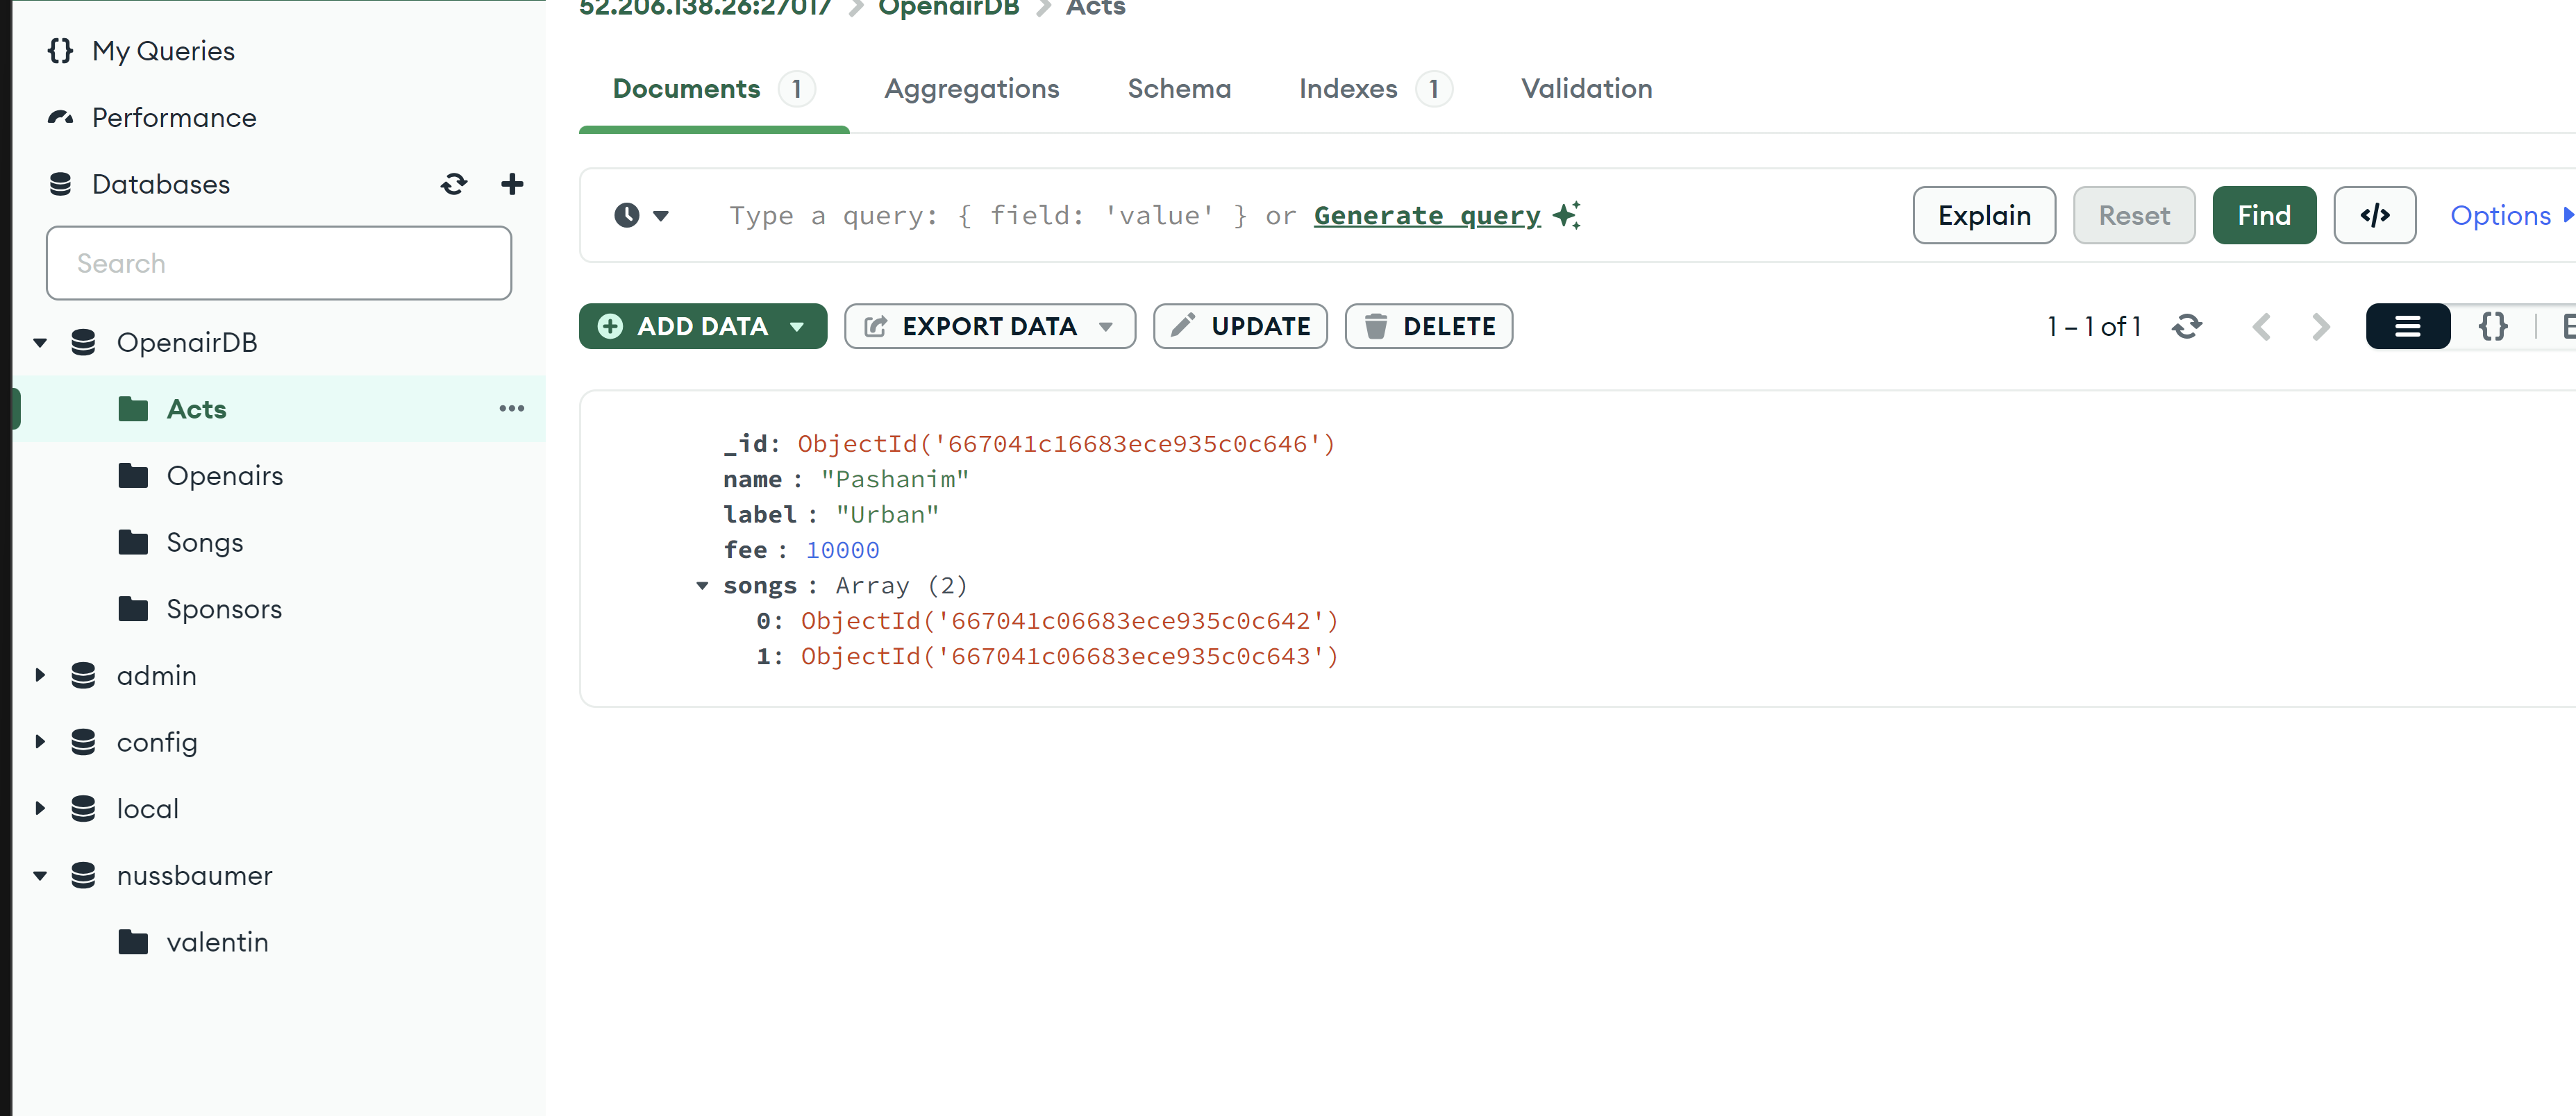 52.206.138.26:27017 > OpenairDB > Acts
My Queries
Performance
Databases
Search
OpenairDB
Acts
Openairs
Songs
Sponsors
admin
config
local
nussbaumer
valentin
Documents 1 Aggregations Schema Indexes 1 Validation
Type a query: { field: 'value' } or Generate query
Explain Reset Find </> Options
ADD DATA EXPORT DATA UPDATE DELETE 1 – 1 of 1 {}
_id: ObjectId('667041c16683ece935c0c646')
name : "Pashanim"
label : "Urban"
fee : 10000
songs : Array (2)
0: ObjectId('667041c06683ece935c0c642')
1: ObjectId('667041c06683ece935c0c643')